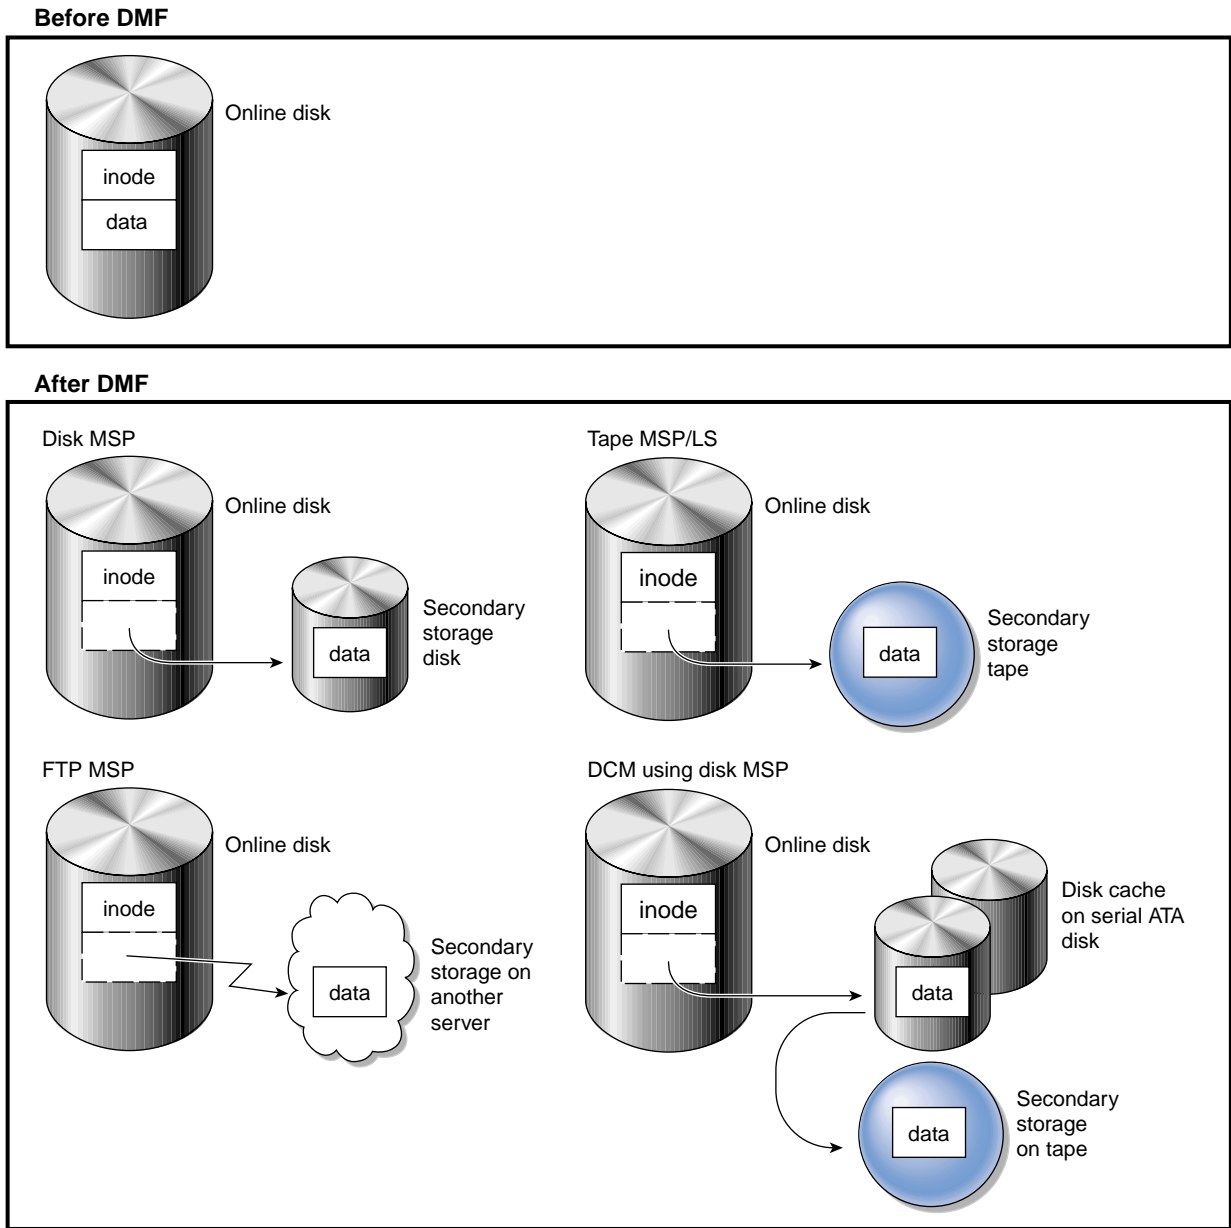 Before DMF
Online disk
inode
data
After DMF
Disk MSP
Online disk
inode
data
Secondary
storage
disk
Tape MSP/LS
Online disk
inode
data
Secondary
storage
tape
FTP MSP
Online disk
inode
data
Secondary
storage on
another
server
DCM using disk MSP
Online disk
inode
data
Disk cache
on serial ATA
disk
data
Secondary
storage
on tape